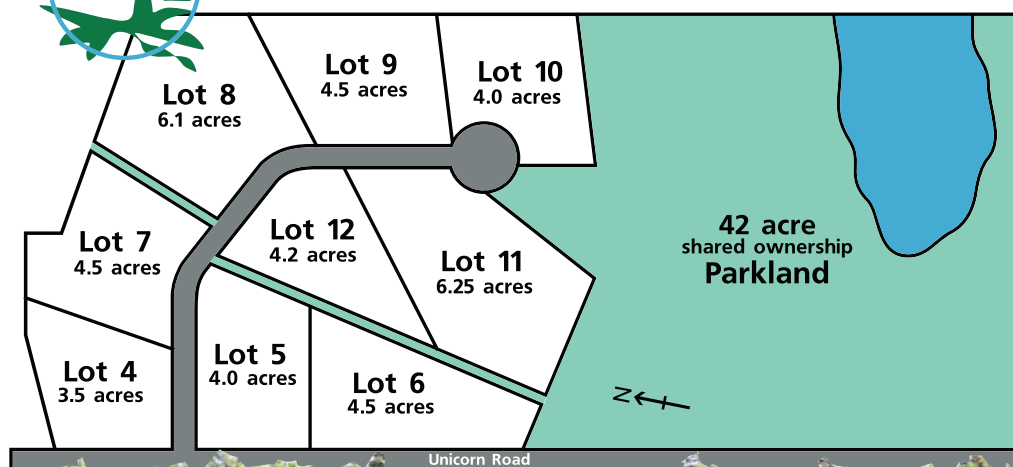 Lot 9
4.5 acres
Lot 10
4.0 acres
Lot 8
6.1 acres
42 acre
shared ownership
Parkland
Lot 12
4.2 acres
Lot 7
4.5 acres
Lot 11
6.25 acres
Lot 5
4.0 acres
Lot 4
3.5 acres
Lot 6
4.5 acres
N
Unicorn Road